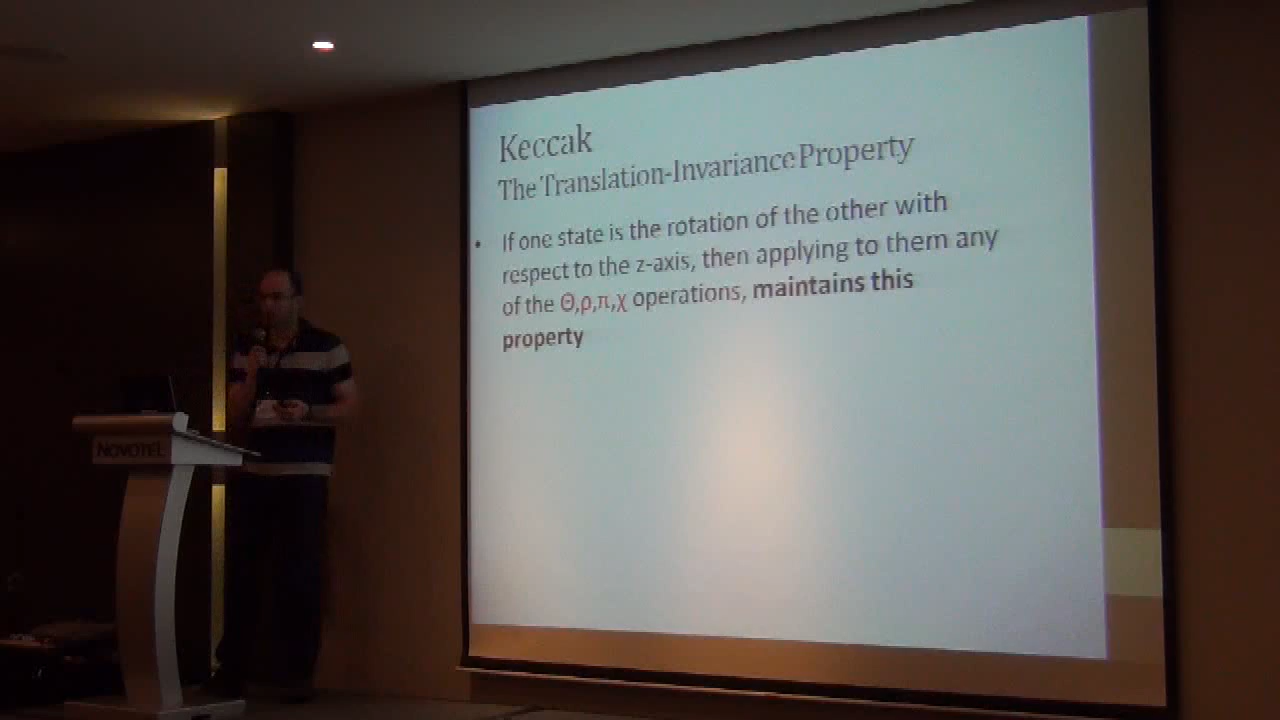 Keccak
The Translation-Invariance Property
• If one state is the rotation of the other with
respect to the z-axis, then applying to them any
of the Θ,ρ,π,χ operations, maintains this
property
NOVOTEL